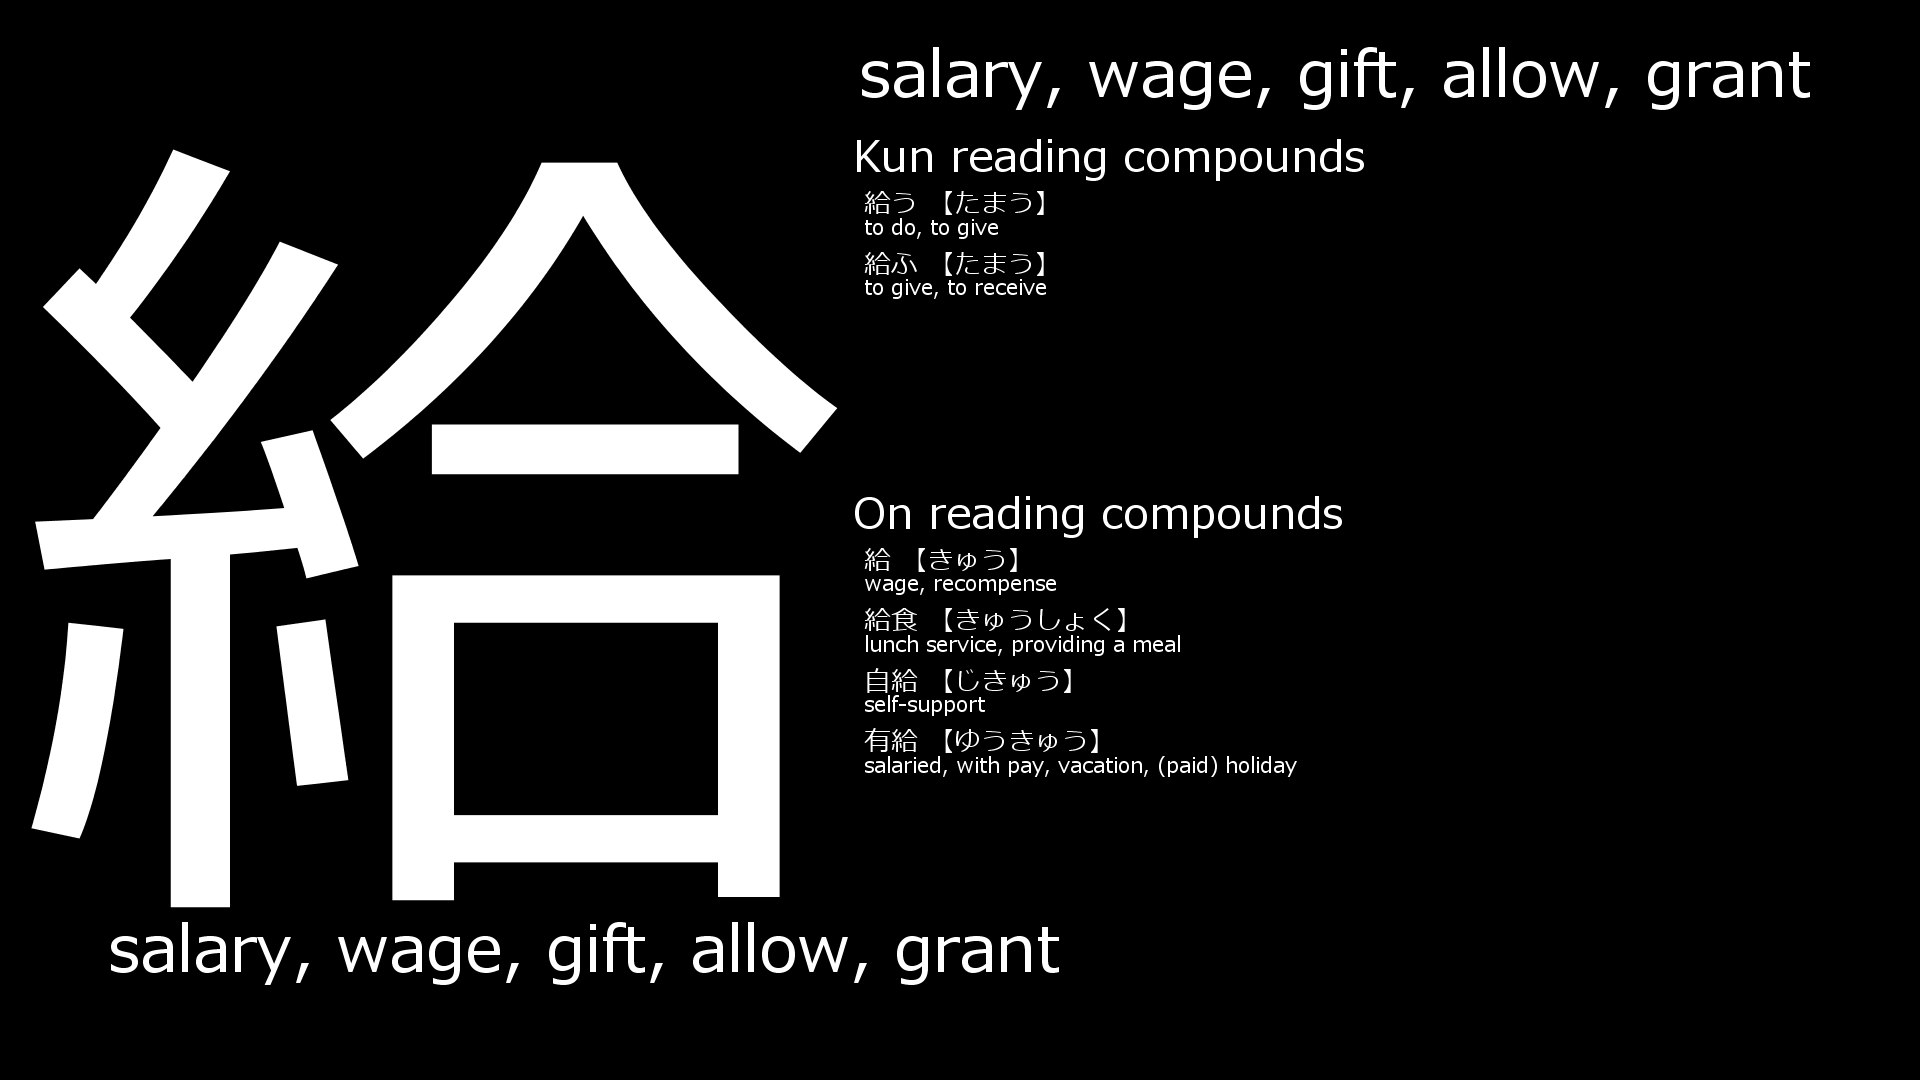 給
salary, wage, gift, allow, grant
Kun reading compounds
給う 【たまう】
to do, to give
給ふ 【たまう】
to give, to receive
On reading compounds
給 【きゅう】
wage, recompense
給食 【きゅうしょく】
lunch service, providing a meal
自給 【じきゅう】
self-support
有給 【ゆうきゅう】
salaried, with pay, vacation, (paid) holiday
salary, wage, gift, allow, grant